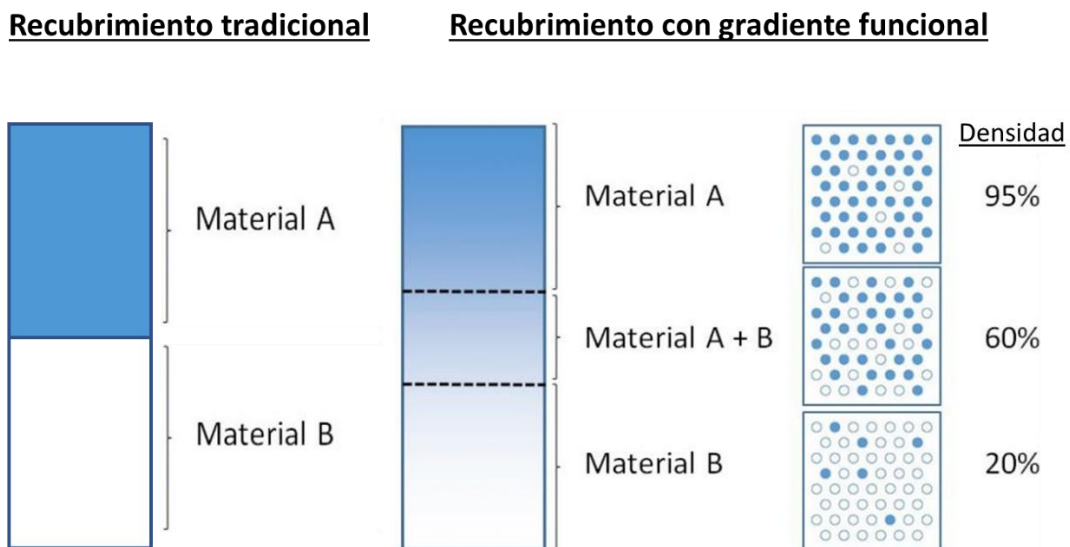 Recubrimiento tradicional
Recubrimiento con gradiente funcional
Densidad
Material A
Material B
Material A
95%
Material A + B
60%
Material B
20%